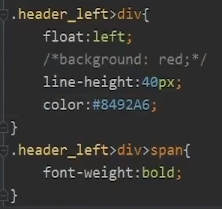 .header_left>div{
    float:left;
    /*background: red;*/
    line-height:40px;
    color:#8492A6;
}
.header_left>div>span{
    font-weight:bold;
}